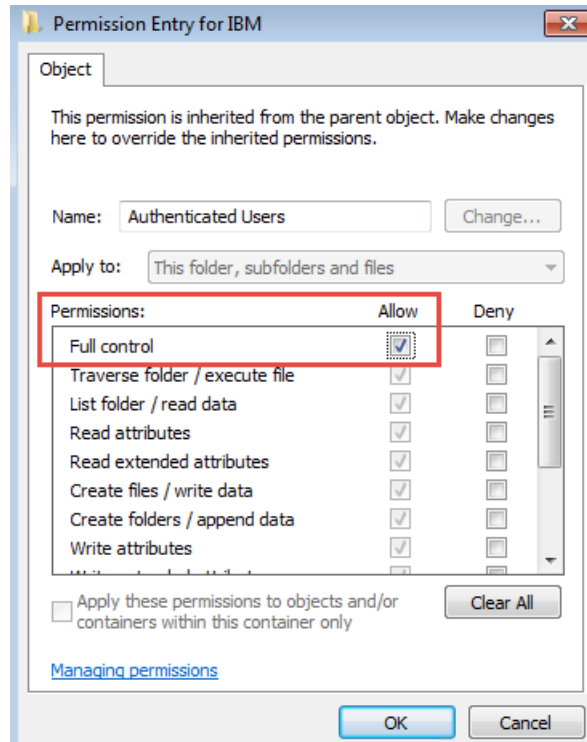 Permission Entry for IBM
Object
This permission is inherited from the parent object. Make changes
here to override the inherited permissions.
Name: Authenticated Users Change...
Apply to: This folder, subfolders and files
Permissions: Allow Deny
Full control
Traverse folder / execute file
List folder / read data
Read attributes
Read extended attributes
Create files / write data
Create folders / append data
Write attributes
Apply these permissions to objects and/or
containers within this container only
Clear All
Managing permissions
OK Cancel